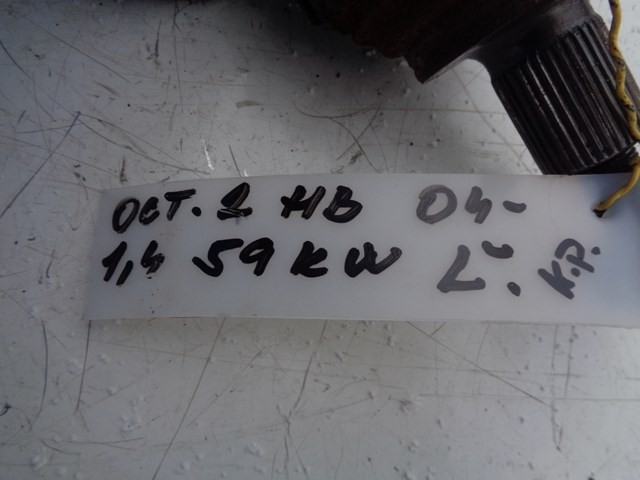 OCT. 2 HB 04-
1,4 59 KW Ľ. K.P.